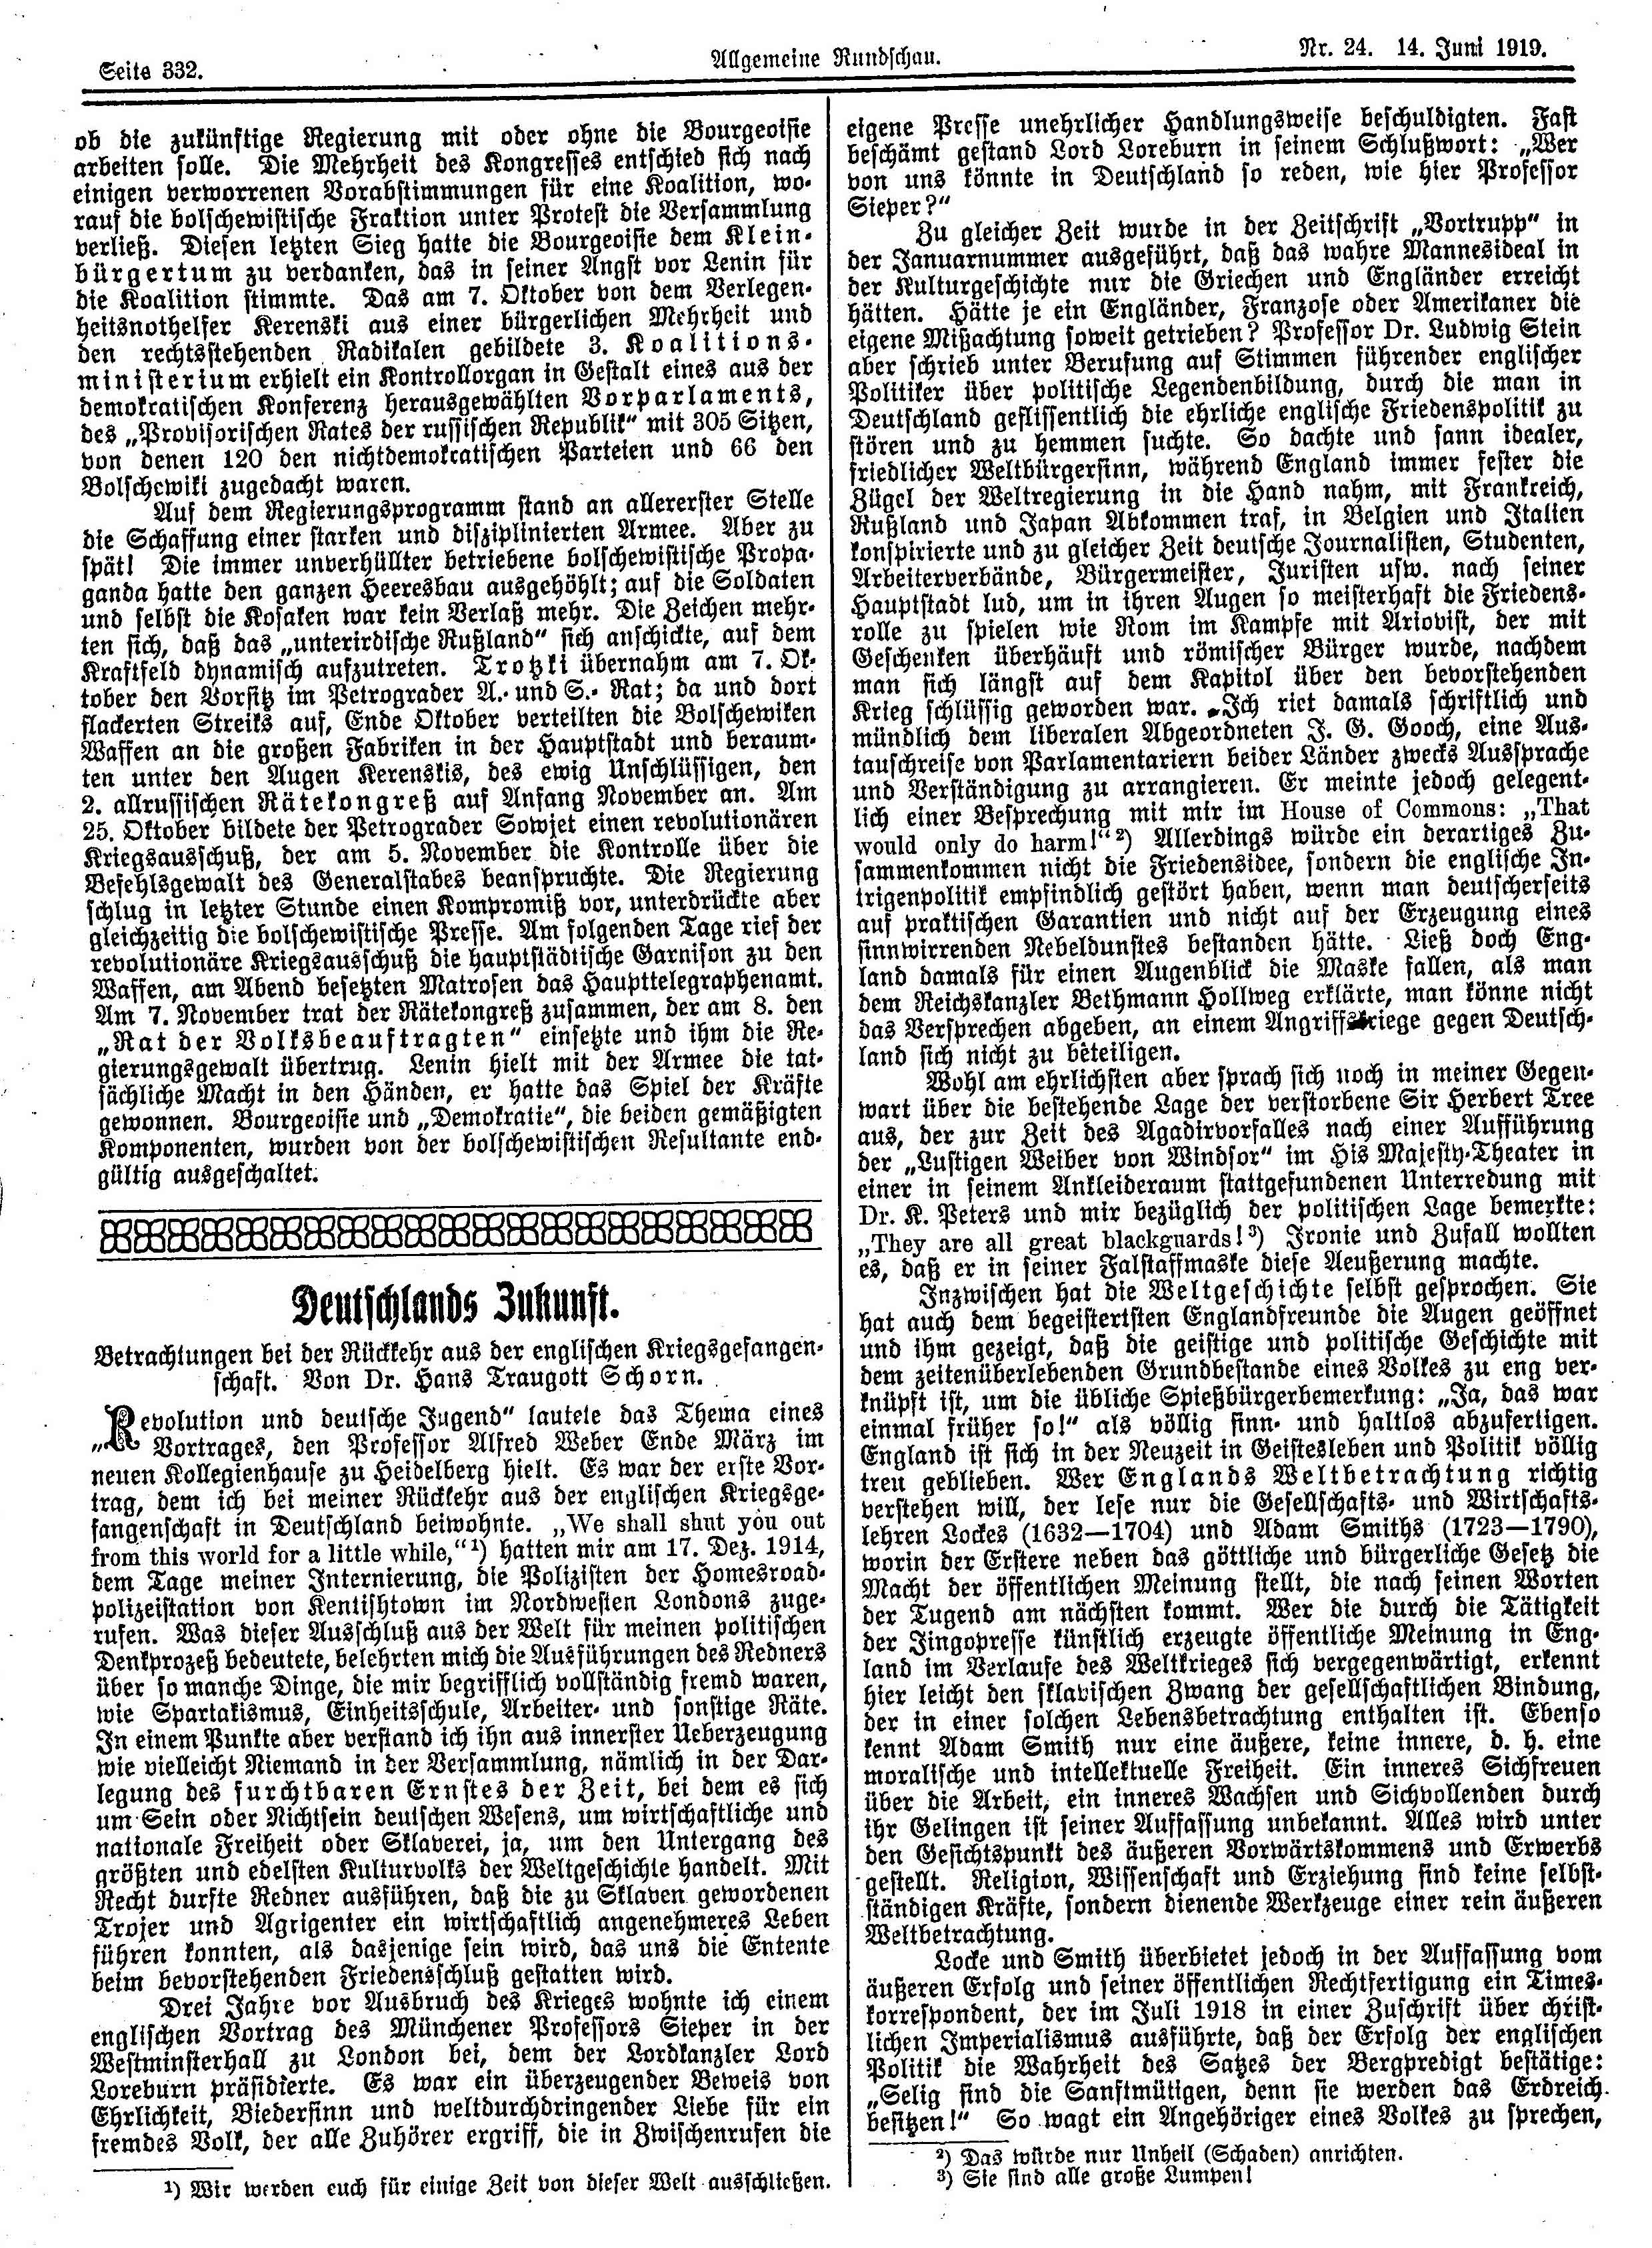 Seite 332.
Allgemeine Rundschau.
Nr. 24. 14. Juni 1919.
ob die zukünftige Regierung mit oder ohne die Bourgeoisie
arbeiten solle. Die Mehrheit des Kongresses entschied sich nach
einigen verworrenen Vorabstimmungen für eine Koalition, wo-
rauf die bolschewistische Fraktion unter Protest die Versammlung
verließ. Diesen letzten Sieg hatte die Bourgeoisie dem Klein-
bürgertum zu verdanken, das in seiner Angst vor Lenin für
die Koalition stimmte. Das am 7. Oktober von dem Verlegen-
heitsnothelfer Kerenski aus einer bürgerlichen Mehrheit und
den rechtsstehenden Radikalen gebildete 3. Koalitions-
ministerium erhielt ein Kontrollorgan in Gestalt eines aus der
demokratischen Konferenz herausgewählten Vorparlaments,
des „Provisorischen Rates der russischen Republik“ mit 305 Sitzen,
von denen 120 den nichtdemokratischen Parteien und 66 den
Bolschewiki zugedacht waren.
Auf dem Regierungsprogramm stand an allererster Stelle
die Schaffung einer starken und disziplinierten Armee. Aber zu
spät! Die immer unverhüllter betriebene bolschewistische Propa-
ganda hatte den ganzen Heeresbau ausgehöhlt; auf die Soldaten
und selbst die Kosaken war kein Verlaß mehr. Die Zeichen mehr-
ten sich, daß das „unterirdische Rußland“ sich anschickte, auf dem
Kraftfeld dynamisch aufzutreten. Trotzki übernahm am 7. Ok-
tober den Vorsitz im Petrograder A.- und S.- Rat; da und dort
flackerten Streiks auf, Ende Oktober verteilten die Bolschewiken
Waffen an die großen Fabriken in der Hauptstadt und beraum-
ten unter den Augen Kerenskis, des ewig Unschlüssigen, den
2. allrussischen Rätekongreß auf Anfang November an. Am
25. Oktober bildete der Petrograder Sowjet einen revolutionären
Kriegsausschuß, der am 5. November die Kontrolle über die
Befehlsgewalt des Generalstabes beanspruchte. Die Regierung
schlug in letzter Stunde einen Kompromiß vor, unterdrückte aber
gleichzeitig die bolschewistische Presse. Am folgenden Tage rief der
revolutionäre Kriegsausschuß die hauptstädtische Garnison zu den
Waffen, am Abend besetzten Matrosen das Haupttelegraphenamt.
Am 7. November trat der Rätekongreß zusammen, der am 8. den
„Rat der Volksbeauftragten“ einsetzte und ihm die Re-
gierungsgewalt übertrug. Lenin hielt mit der Armee die tat-
sächliche Macht in den Händen, er hatte das Spiel der Kräfte
gewonnen. Bourgeoisie und „Demokratie“, die beiden gemäßigten
Komponenten, wurden von der bolschewistischen Resultante end-
gültig ausgeschaltet.
Deutschlands Zukunft.
Betrachtungen bei der Rückkehr aus der englischen Kriegsgefangen-
schaft. Von Dr. Hans Traugott Schorn.
„Revolution und deutsche Jugend“ lautete das Thema eines
Vortrages, den Professor Alfred Weber Ende März im
neuen Kollegienhause zu Heidelberg hielt. Es war der erste Vor-
trag, dem ich bei meiner Rückkehr aus der englischen Kriegsge-
fangenschaft in Deutschland beiwohnte. „We shall shut you out
from this world for a little while,“¹) hatten mir am 17. Dez. 1914,
dem Tage meiner Internierung, die Polizisten der Homesroad-
polizeistation von Kentishtown im Nordwesten Londons zuge-
rufen. Was dieser Ausschluß aus der Welt für meinen politischen
Denkprozeß bedeutete, belehrten mich die Ausführungen des Redners
über so manche Dinge, die mir begrifflich vollständig fremd waren,
wie Spartakismus, Einheitsschule, Arbeiter- und sonstige Räte.
In einem Punkte aber verstand ich ihn aus innerster Ueberzeugung
wie vielleicht Niemand in der Versammlung, nämlich in der Dar-
legung des furchtbaren Ernstes der Zeit, bei dem es sich
um Sein oder Nichtsein deutschen Wesens, um wirtschaftliche und
nationale Freiheit oder Sklaverei, ja, um den Untergang des
größten und edelsten Kulturvolks der Weltgeschichte handelt. Mit
Recht durfte Redner ausführen, daß die zu Sklaven gewordenen
Trojer und Agrigenter ein wirtschaftlich angenehmeres Leben
führen konnten, als dasjenige sein wird, das uns die Entente
beim bevorstehenden Friedensschluß gestatten wird.
Drei Jahre vor Ausbruch des Krieges wohnte ich einem
englischen Vortrag des Münchener Professors Sieper in der
Westminsterhall zu London bei, dem der Lordkanzler Lord
Loreburn präsidierte. Es war ein überzeugender Beweis von
Ehrlichkeit, Biedersinn und weltdurchdringender Liebe für ein
fremdes Volk, der alle Zuhörer ergriff, die in Zwischenrufen die
¹) Wir werden euch für einige Zeit von dieser Welt ausschließen.
eigene Presse unehrlicher Handlungsweise beschuldigten. Fast
beschämt gestand Lord Loreburn in seinem Schlußwort: „Wer
von uns könnte in Deutschland so reden, wie hier Professor
Sieper?“
Zu gleicher Zeit wurde in der Zeitschrift „Vortrupp“ in
der Januarnummer ausgeführt, daß das wahre Mannesideal in
der Kulturgeschichte nur die Griechen und Engländer erreicht
hätten. Hätte je ein Engländer, Franzose oder Amerikaner die
eigene Mißachtung soweit getrieben? Professor Dr. Ludwig Stein
aber schrieb unter Berufung auf Stimmen führender englischer
Politiker über politische Legendenbildung, durch die man in
Deutschland geflissentlich die ehrliche englische Friedenspolitik zu
stören und zu hemmen suchte. So dachte und sann idealer,
friedlicher Weltbürgersinn, während England immer fester die
Zügel der Weltregierung in die Hand nahm, mit Frankreich,
Rußland und Japan Abkommen traf, in Belgien und Italien
konspirierte und zu gleicher Zeit deutsche Journalisten, Studenten,
Arbeiterverbände, Bürgermeister, Juristen usw. nach seiner
Hauptstadt lud, um in ihren Augen so meisterhaft die Friedens-
rolle zu spielen wie Rom im Kampfe mit Ariovist, der mit
Geschenken überhäuft und römischer Bürger wurde, nachdem
man sich längst auf dem Kapitol über den bevorstehenden
Krieg schlüssig geworden war. Ich riet damals schriftlich und
mündlich dem liberalen Abgeordneten J. G. Gooch, eine Aus-
tauschreise von Parlamentariern beider Länder zwecks Aussprache
und Verständigung zu arrangieren. Er meinte jedoch gelegent-
lich einer Besprechung mit mir im House of Commons: „That
would only do harm!“²) Allerdings würde ein derartiges Zu-
sammenkommen nicht die Friedensidee, sondern die englische In-
trigenpolitik empfindlich gestört haben, wenn man deutscherseits
auf praktischen Garantien und nicht auf der Erzeugung eines
sinnwirrenden Nebeldunstes bestanden hätte. Ließ doch Eng-
land damals für einen Augenblick die Maske fallen, als man
dem Reichskanzler Bethmann Hollweg erklärte, man könne nicht
das Versprechen abgeben, an einem Angriffskriege gegen Deutsch-
land sich nicht zu beteiligen.
Wohl am ehrlichsten aber sprach sich noch in meiner Gegen-
wart über die bestehende Lage der verstorbene Sir Herbert Tree
aus, der zur Zeit des Agadirvorfalles nach einer Aufführung
der „Lustigen Weiber von Windsor“ im His Majesty-Theater in
einer in seinem Ankleideraum stattgefundenen Unterredung mit
Dr. K. Peters und mir bezüglich der politischen Lage bemerkte:
„They are all great blackguards!³) Ironie und Zufall wollten
es, daß er in seiner Falstaffmaske diese Aeußerung machte.
Inzwischen hat die Weltgeschichte selbst gesprochen. Sie
hat auch dem begeistertsten Englandfreunde die Augen geöffnet
und ihm gezeigt, daß die geistige und politische Geschichte mit
dem zeitenüberlebenden Grundbestande eines Volkes zu eng ver-
knüpft ist, um die übliche Spießbürgerbemerkung: „Ja, das war
einmal früher so!“ als völlig sinn- und haltlos abzufertigen.
England ist sich in der Neuzeit in Geistesleben und Politik völlig
treu geblieben. Wer Englands Weltbetrachtung richtig
verstehen will, der lese nur die Gesellschafts- und Wirtschafts-
lehren Lockes (1632—1704) und Adam Smiths (1723—1790),
worin der Erstere neben das göttliche und bürgerliche Gesetz die
Macht der öffentlichen Meinung stellt, die nach seinen Worten
der Tugend am nächsten kommt. Wer die durch die Tätigkeit
der Jingopresse künstlich erzeugte öffentliche Meinung in Eng-
land im Verlaufe des Weltkrieges sich vergegenwärtigt, erkennt
hier leicht den sklavischen Zwang der gesellschaftlichen Bindung,
der in einer solchen Lebensbetrachtung enthalten ist. Ebenso
kennt Adam Smith nur eine äußere, keine innere, d. h. eine
moralische und intellektuelle Freiheit. Ein inneres Sichfreuen
über die Arbeit, ein inneres Wachsen und Sichvollenden durch
ihr Gelingen ist seiner Auffassung unbekannt. Alles wird unter
den Gesichtspunkt des äußeren Vorwärtskommens und Erwerbs
gestellt. Religion, Wissenschaft und Erziehung sind keine selbst-
ständigen Kräfte, sondern dienende Werkzeuge einer rein äußeren
Weltbetrachtung.
Locke und Smith überbietet jedoch in der Auffassung vom
äußeren Erfolg und seiner öffentlichen Rechtfertigung ein Times-
korrespondent, der im Juli 1918 in einer Zuschrift über christ-
lichen Imperialismus ausführte, daß der Erfolg der englischen
Politik die Wahrheit des Satzes der Bergpredigt bestätige:
„Selig sind die Sanftmütigen, denn sie werden das Erdreich
besitzen!“ So wagt ein Angehöriger eines Volkes zu sprechen,
²) Das würde nur Unheil (Schaden) anrichten.
³) Sie sind alle große Lumpen!